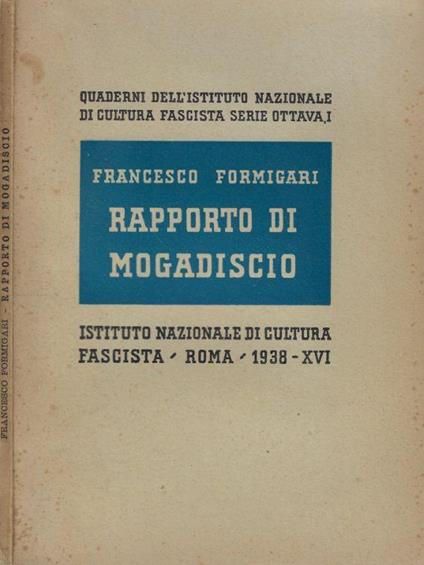 QUADERNI DELL'ISTITUTO NAZIONALE
DI CULTURA FASCISTA SERIE OTTAVA, I
FRANCESCO FORMIGARI
RAPPORTO DI
MOGADISCIO
ISTITUTO NAZIONALE DI CULTURA
FASCISTA - ROMA - 1938 - XVI
FRANCESCO FORMIGARI - RAPPORTO DI MOGADISCIO